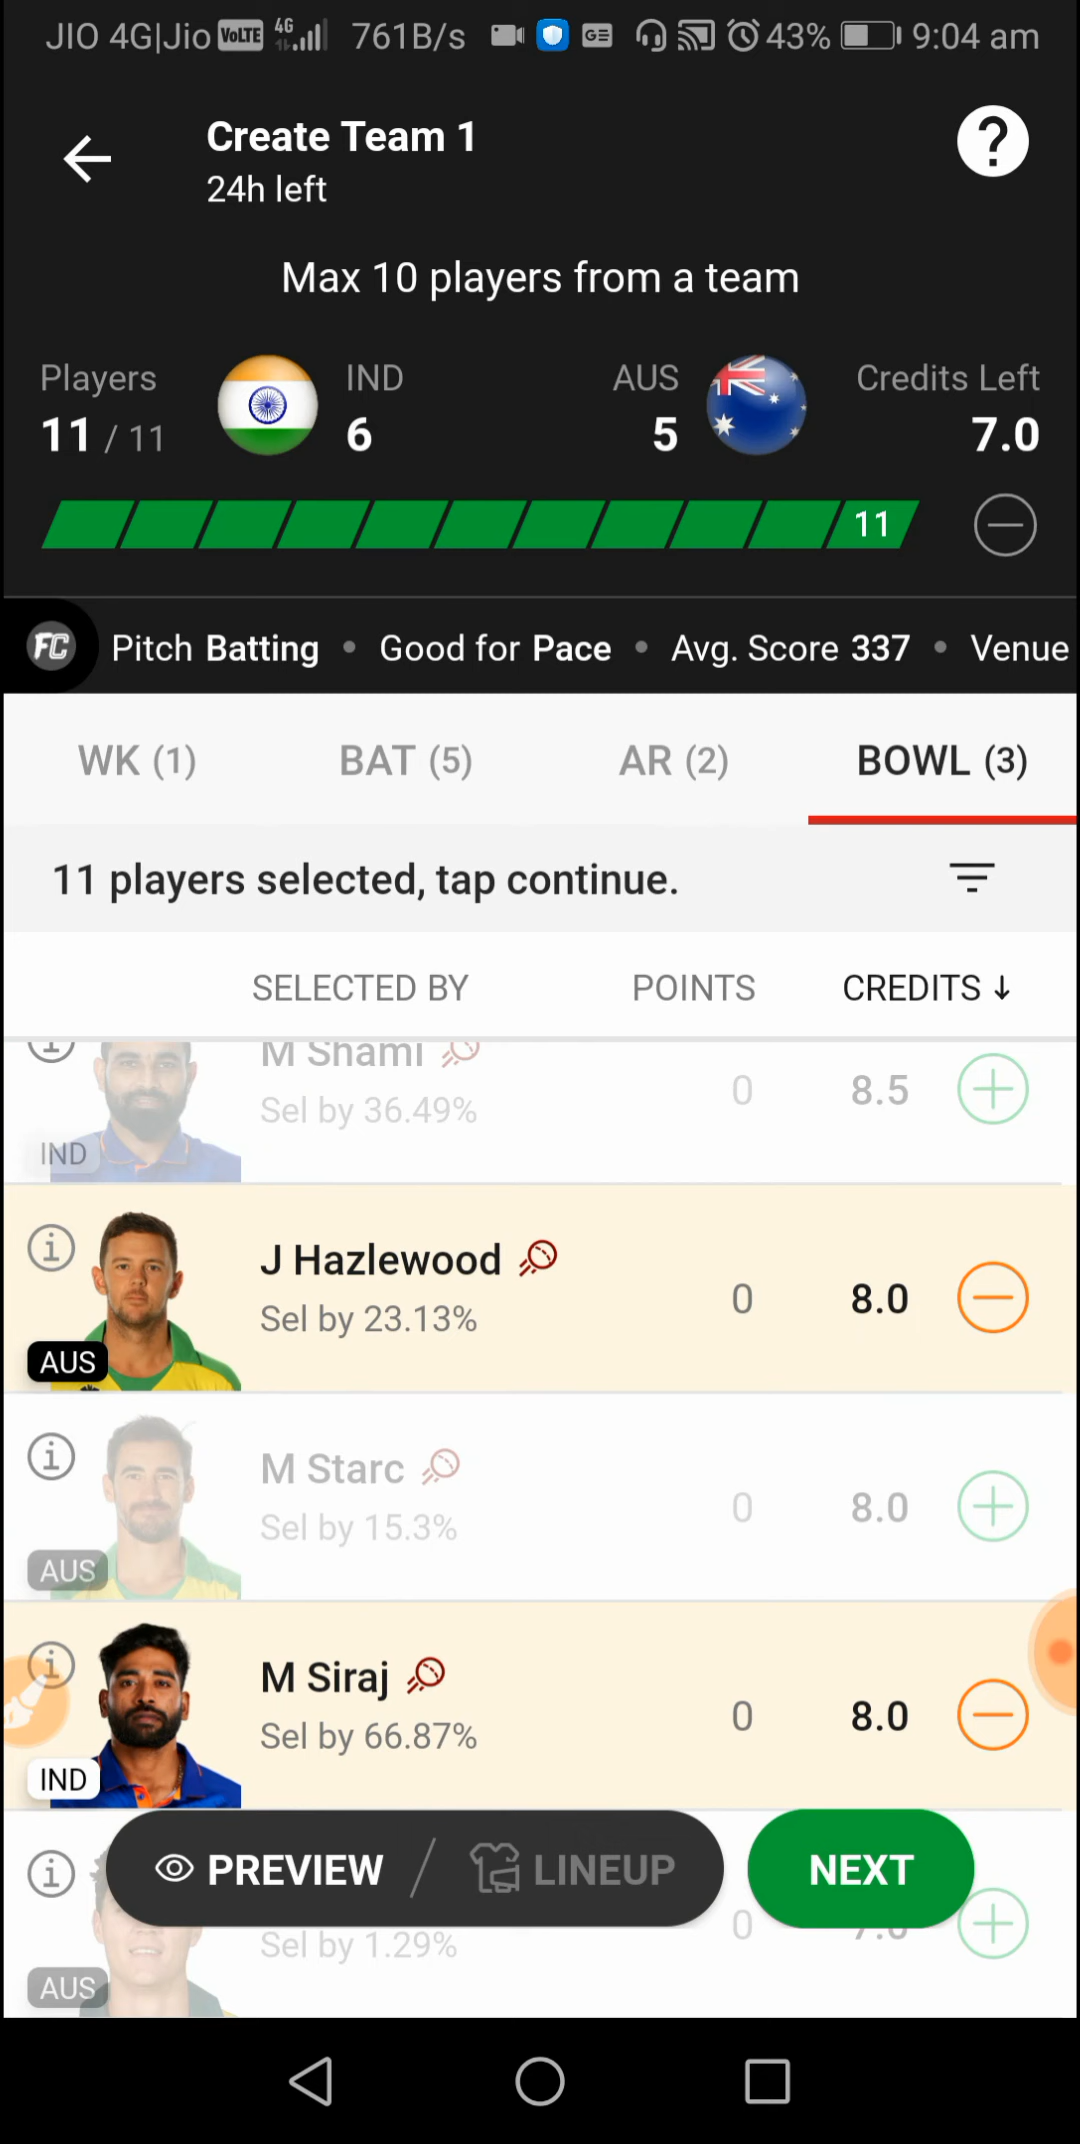 JIO 4G|Jio VoLTE 4G 761B/s GE 43% 9:04 am
Create Team 1
24h left
Max 10 players from a team
Players IND AUS Credits Left
11 / 11 6 5 7.0
11
FC Pitch Batting • Good for Pace • Avg. Score 337 • Venue
WK (1) BAT (5) AR (2) BOWL (3)
11 players selected, tap continue.
SELECTED BY POINTS CREDITS ↓
M Shami
Sel by 36.49% 0 8.5
IND
J Hazlewood
Sel by 23.13% 0 8.0
AUS
M Starc
Sel by 15.3% 0 8.0
AUS
M Siraj
Sel by 66.87% 0 8.0
IND
PREVIEW / LINEUP NEXT
Sel by 1.29% 0
AUS